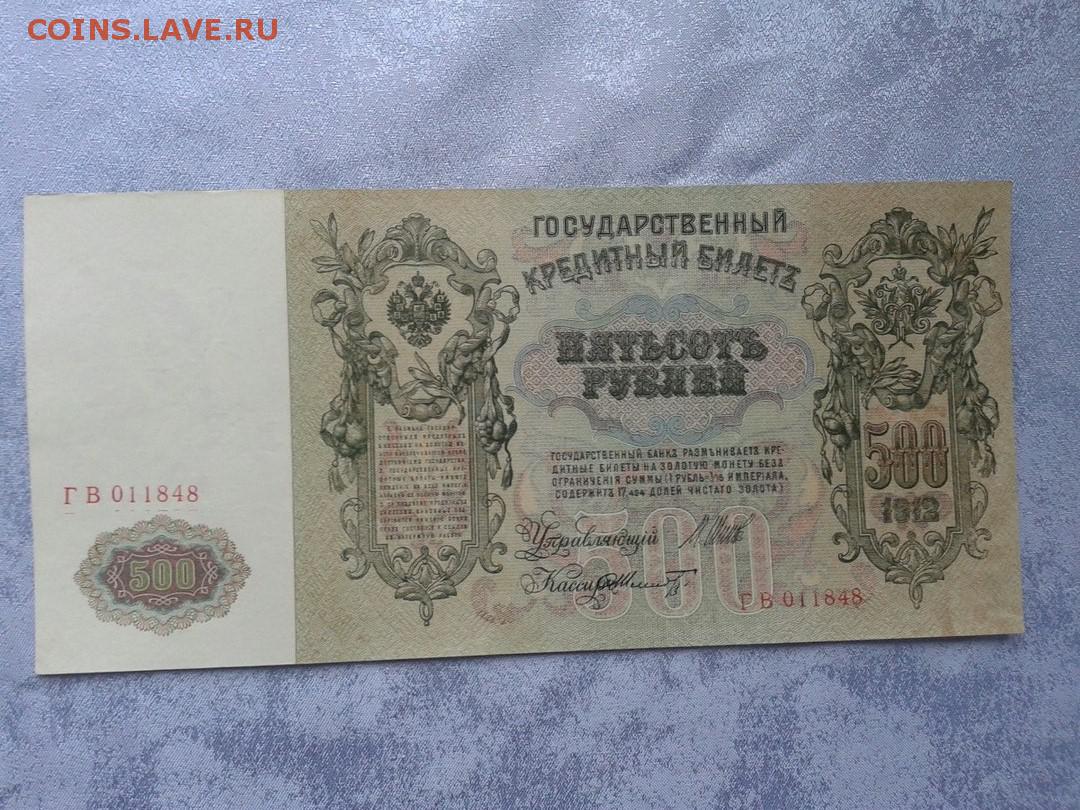 COINS.LAVE.RU
ГОСУДАРСТВЕННЫЙ
КРЕДИТНЫЙ БИЛЕТЪ
ПЯТЬСОТЪ
РУБЛЕЙ
500
1912
ГОСУДАРСТВЕННЫЙ БАНКЪ РАЗМѢНИВАЕТЪ КРЕ-
ДИТНЫЕ БИЛЕТЫ НА ЗОЛОТУЮ МОНЕТУ БЕЗЪ
ОГРАНИЧЕНІЯ СУММЫ (1 РУБЛЬ=1/15 ИМПЕРІАЛА,
СОДЕРЖИТЪ 17,424 ДОЛЕЙ ЧИСТАГО ЗОЛОТА)
Управляющій
Кассиръ
500
ГВ 011848
ГВ 011848
500